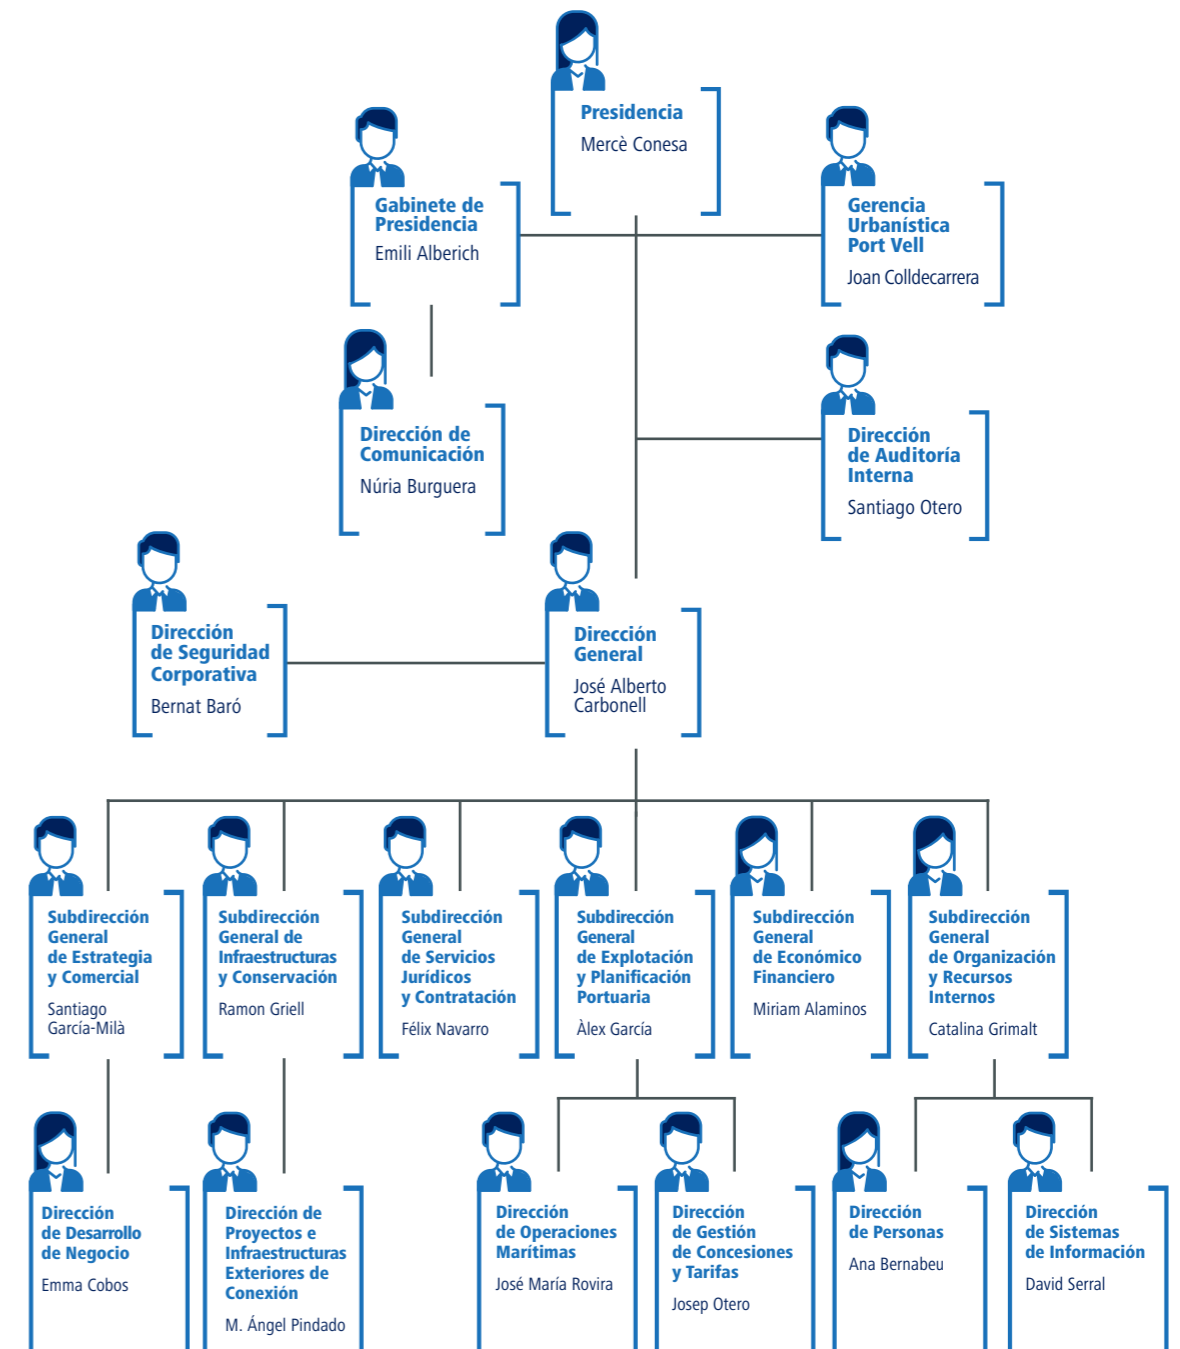 Presidencia
Mercè Conesa
Gabinete de
Presidencia
Emili Alberich
Gerencia
Urbanística
Port Vell
Joan Colldecarrera
Dirección de
Comunicación
Núria Burguera
Dirección
de Auditoría
Interna
Santiago Otero
Dirección
de Seguridad
Corporativa
Bernat Baró
Dirección
General
José Alberto
Carbonell
Subdirección
General
de Estrategia
y Comercial
Santiago
García-Milà
Subdirección
General de
Infraestructuras
y Conservación
Ramon Griell
Subdirección
General
de Servicios
Jurídicos
y Contratación
Félix Navarro
Subdirección
General
de Explotación
y Planificación
Portuaria
Àlex García
Subdirección
General
de Económico
Financiero
Miriam Alaminos
Subdirección
General
de Organización
y Recursos
Internos
Catalina Grimalt
Dirección
de Desarrollo
de Negocio
Emma Cobos
Dirección de
Proyectos e
Infraestructuras
Exteriores de
Conexión
M. Ángel Pindado
Dirección
de Operaciones
Marítimas
José María Rovira
Dirección
de Gestión
de Concesiones
y Tarifas
Josep Otero
Dirección
de Personas
Ana Bernabeu
Dirección
de Sistemas
de Información
David Serral